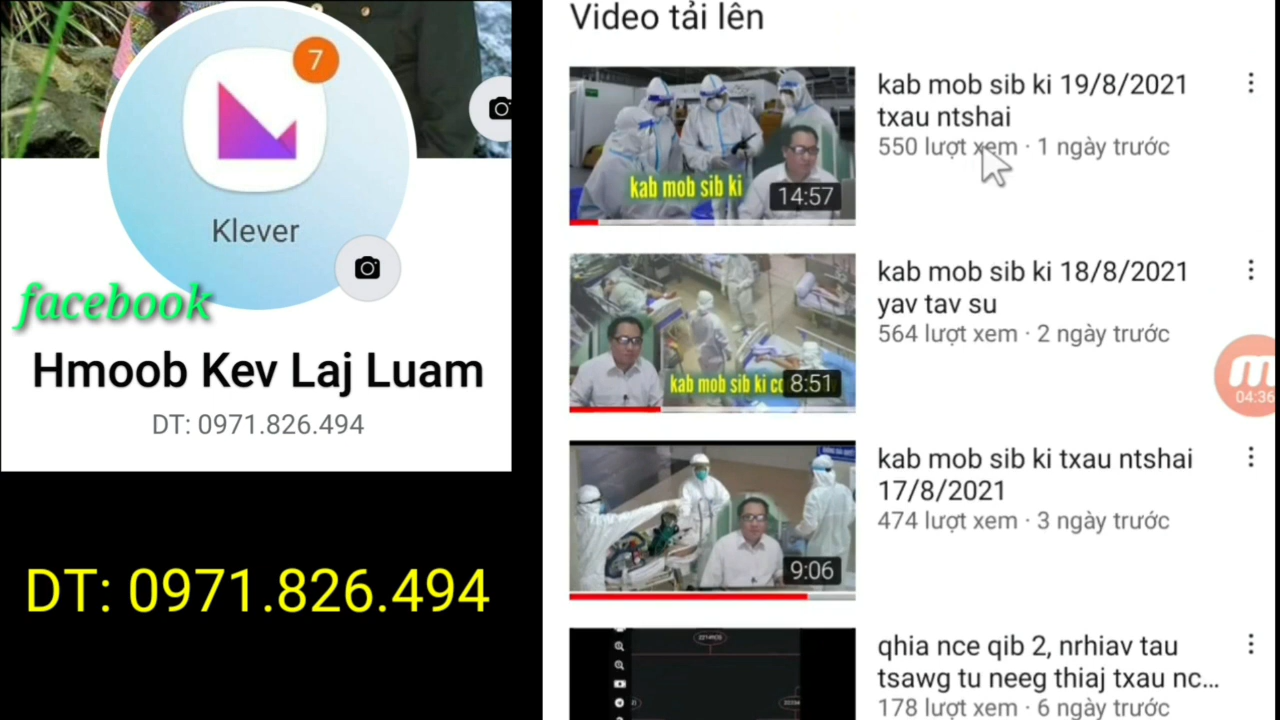 7
Klever
facebook
Hmoob Kev Laj Luam
DT: 0971.826.494
DT: 0971.826.494
Video tải lên
kab mob sib ki 19/8/2021
txau ntshai
550 lượt xem · 1 ngày trước
kab mob sib ki
14:57
kab mob sib ki 18/8/2021
yav tav su
564 lượt xem · 2 ngày trước
kab mob sib ki
8:51
04:36
kab mob sib ki txau ntshai
17/8/2021
474 lượt xem · 3 ngày trước
9:06
qhia nce qib 2, nrhiav tau
tsawg tu neeg thiaj txau nc...
178 lượt xem · 6 ngày trước